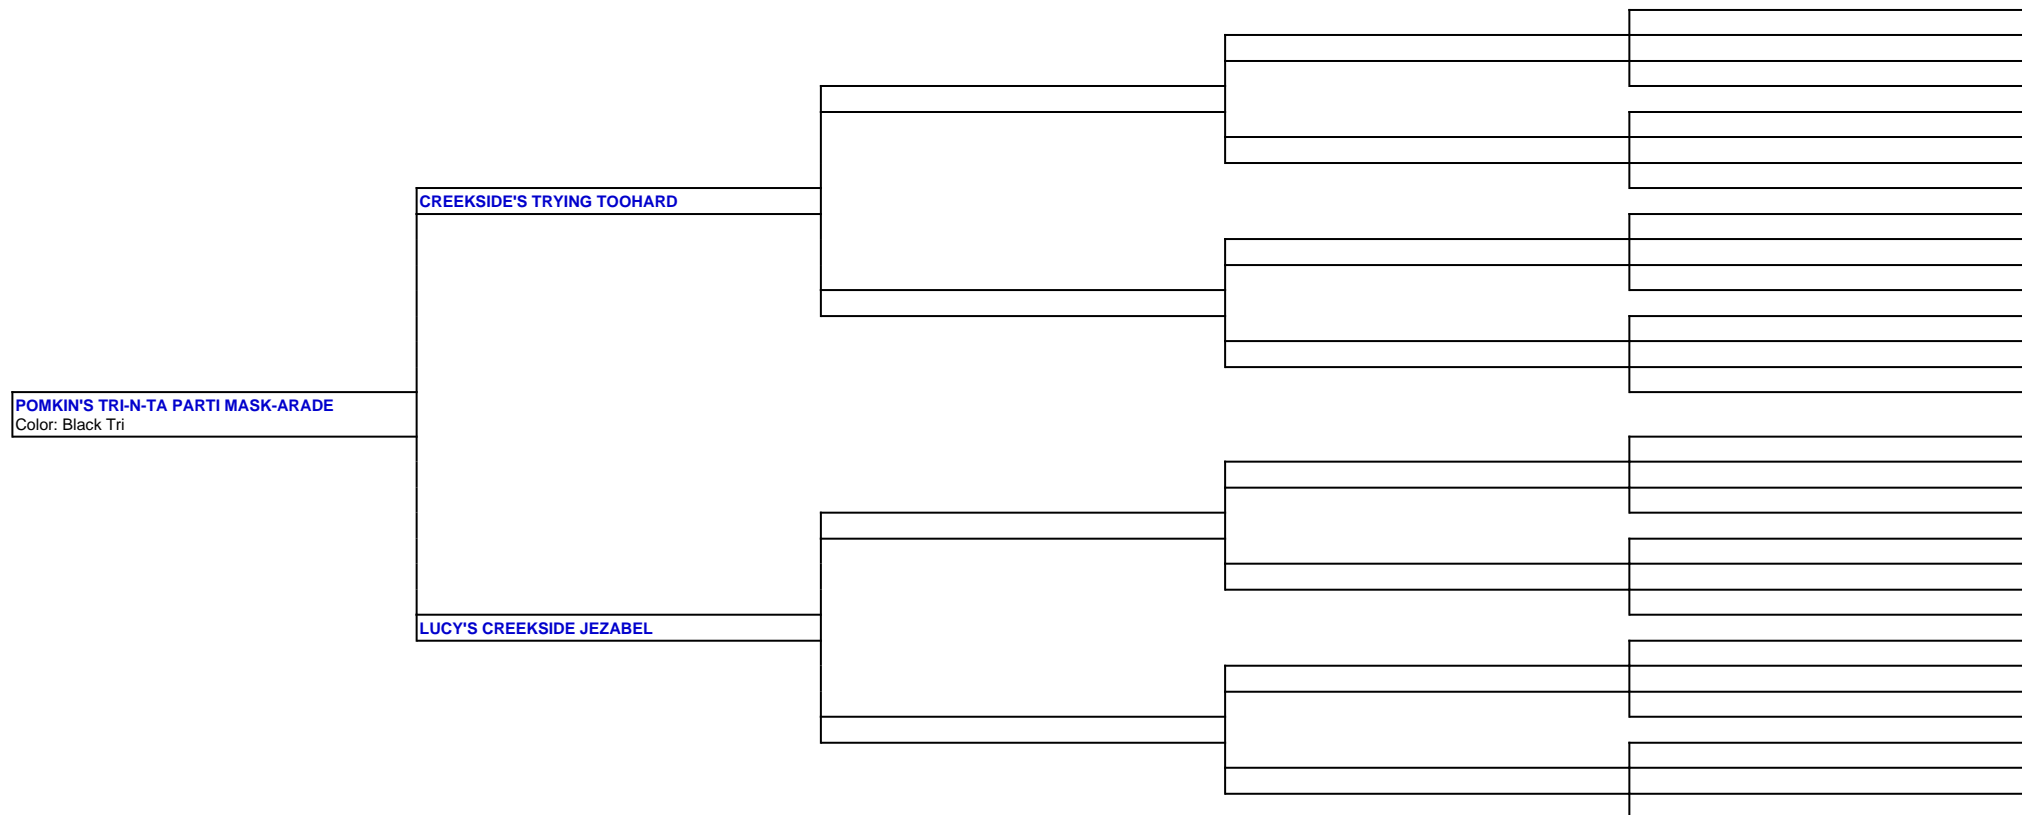 CREEKSIDE'S TRYING TOOHARD
POMKIN'S TRI-N-TA PARTI MASK-ARADE
Color: Black Tri
LUCY'S CREEKSIDE JEZABEL